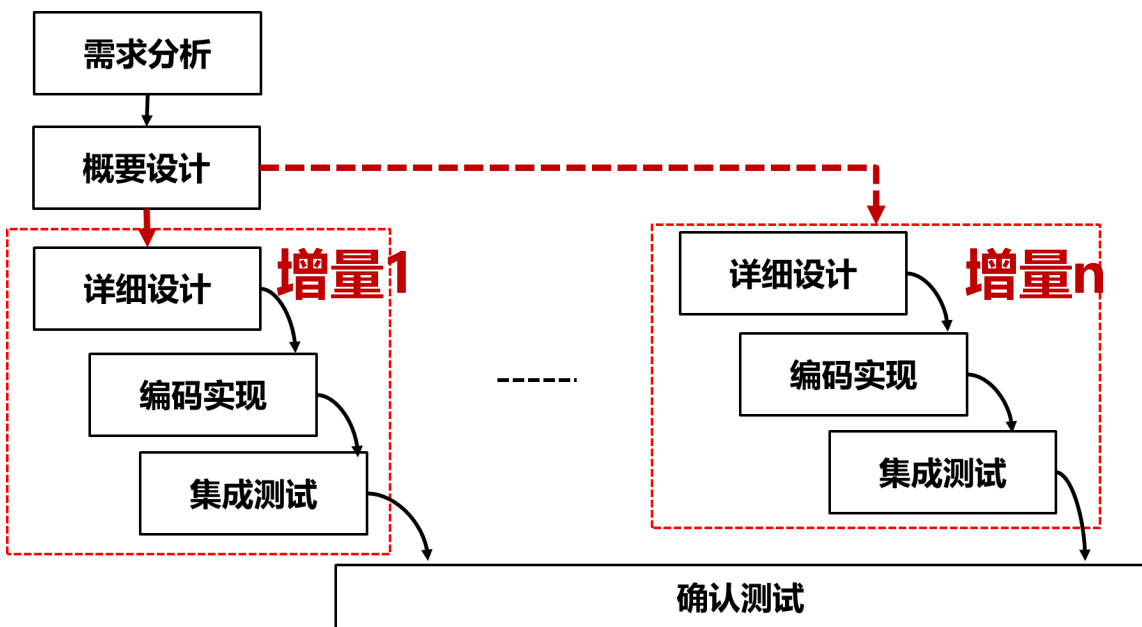 需求分析
概要设计
增量1
详细设计
编码实现
集成测试
------
增量n
详细设计
编码实现
集成测试
确认测试